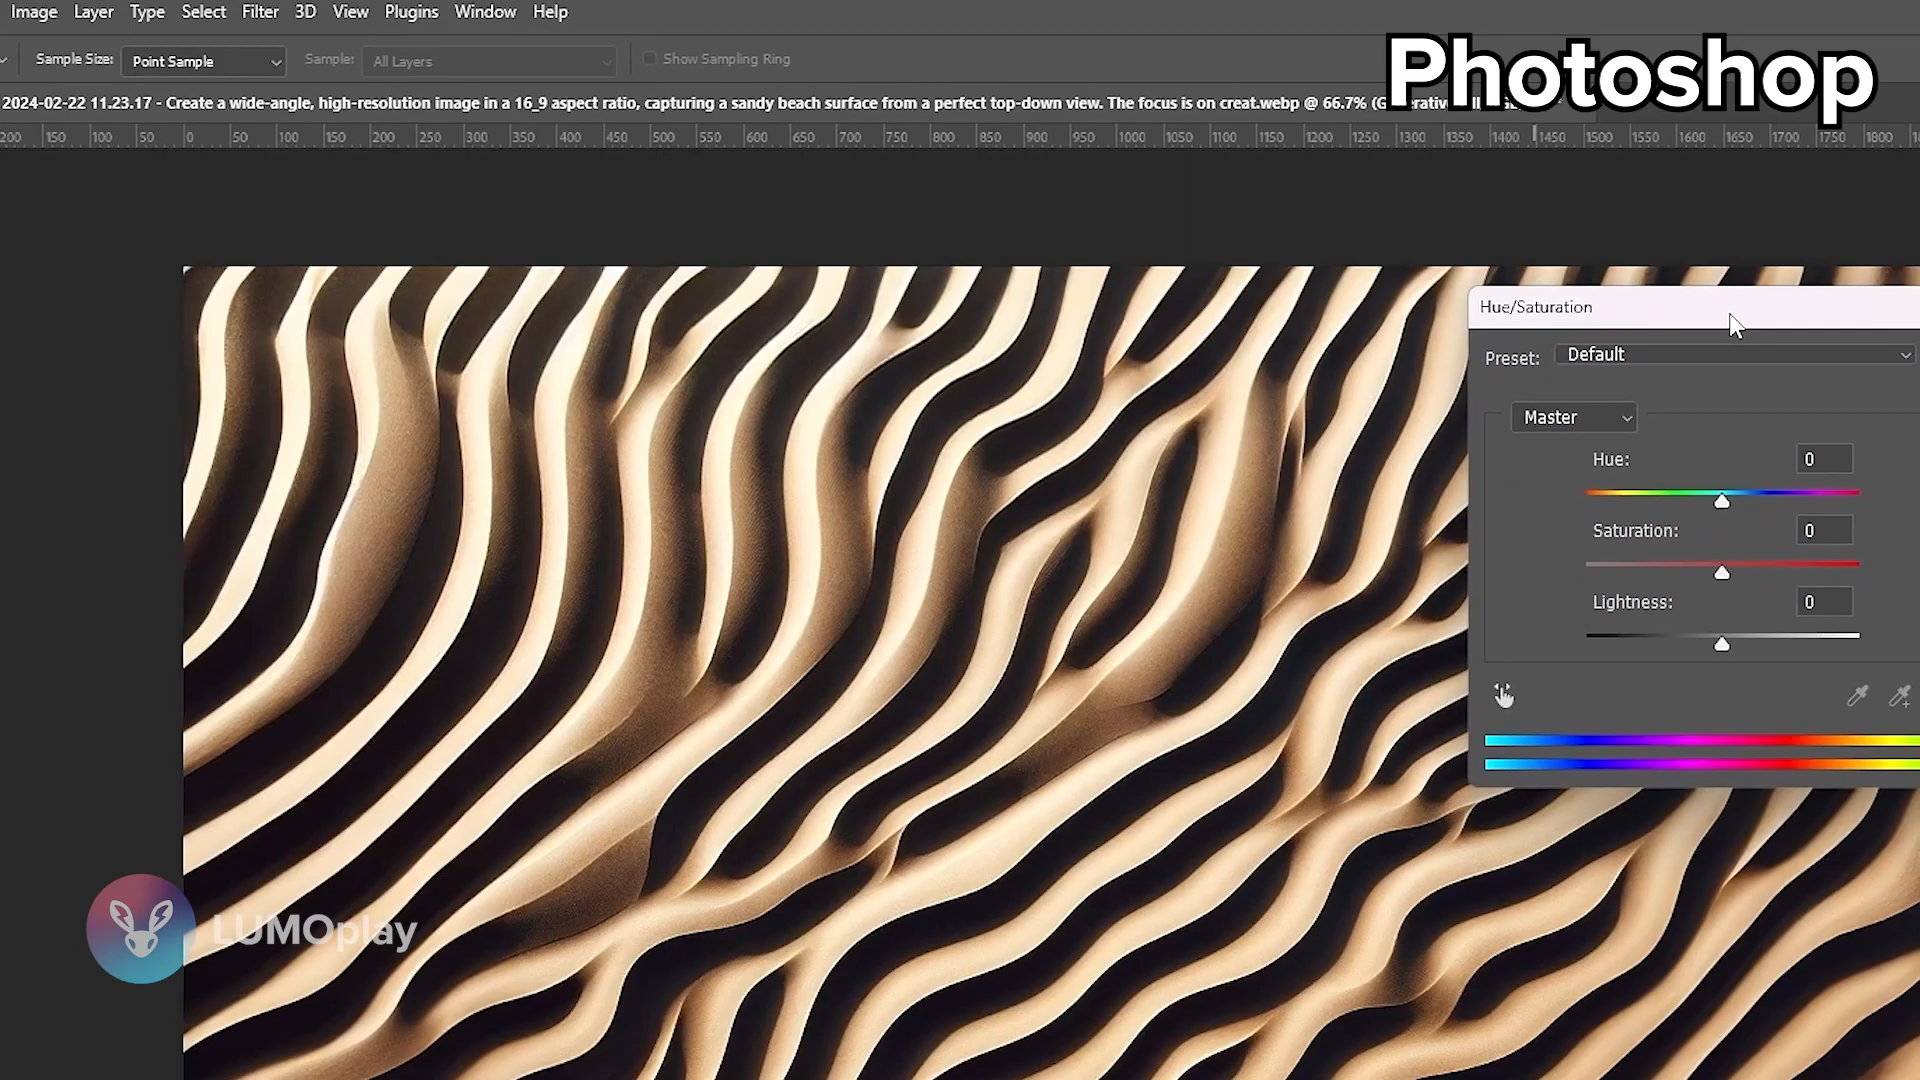 Image Layer Type Select Filter 3D View Plugins Window Help
Sample Size: Point Sample Sample: All Layers Show Sampling Ring
Photoshop
2024-02-22 11.23.17 - Create a wide-angle, high-resolution image in a 16_9 aspect ratio, capturing a sandy beach surface from a perfect top-down view. The focus is on creat.webp @ 66.7%
200 150 100 50 0 50 100 150 200 250 300 350 400 450 500 550 600 650 700 750 800 850 900 950 1000 1050 1100 1150 1200 1250 1300 1350 1400 1450 1500 1550 1600 1650 1700 1750 1800
Hue/Saturation
Preset: Default
Master
Hue: 0
Saturation: 0
Lightness: 0
LUMOplay